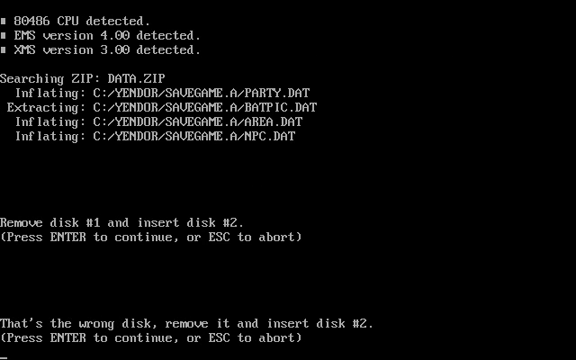 80486 CPU detected.
EMS version 4.00 detected.
XMS version 3.00 detected.
Searching ZIP: DATA.ZIP
Inflating: C:/YENDOR/SAVEGAME.A/PARTY.DAT
Extracting: C:/YENDOR/SAVEGAME.A/BATPIC.DAT
Inflating: C:/YENDOR/SAVEGAME.A/AREA.DAT
Inflating: C:/YENDOR/SAVEGAME.A/NPC.DAT
Remove disk #1 and insert disk #2.
(Press ENTER to continue, or ESC to abort)
That's the wrong disk, remove it and insert disk #2.
(Press ENTER to continue, or ESC to abort)